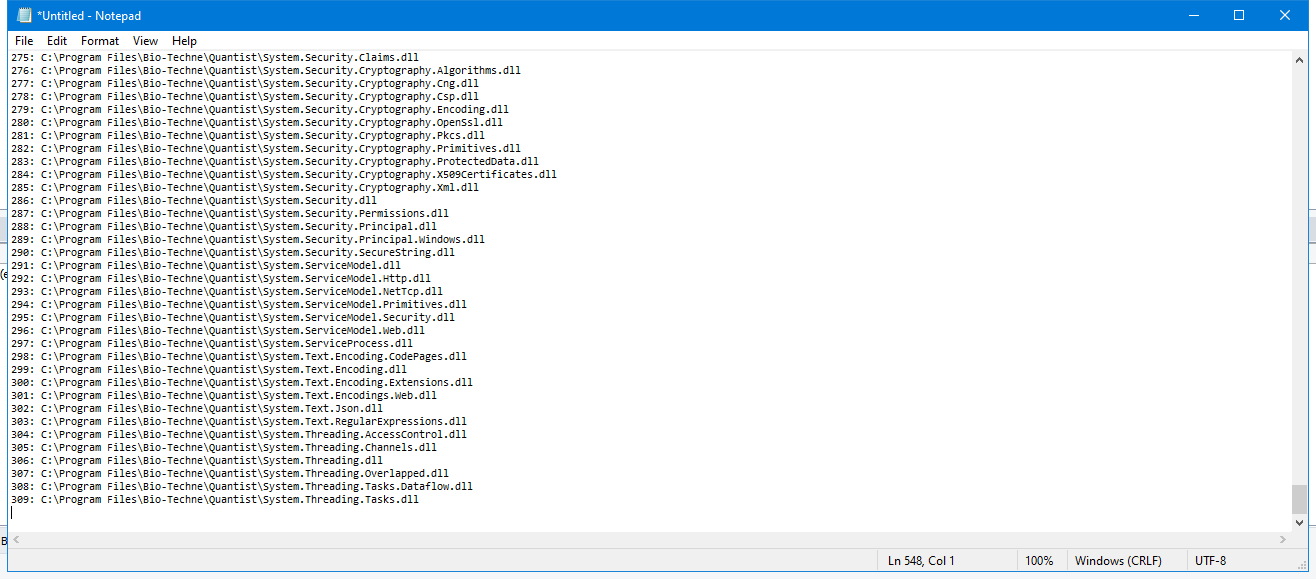 *Untitled - Notepad
File Edit Format View Help
275: C:\Program Files\Bio-Techne\Quantist\System.Security.Claims.dll
276: C:\Program Files\Bio-Techne\Quantist\System.Security.Cryptography.Algorithms.dll
277: C:\Program Files\Bio-Techne\Quantist\System.Security.Cryptography.Cng.dll
278: C:\Program Files\Bio-Techne\Quantist\System.Security.Cryptography.Csp.dll
279: C:\Program Files\Bio-Techne\Quantist\System.Security.Cryptography.Encoding.dll
280: C:\Program Files\Bio-Techne\Quantist\System.Security.Cryptography.OpenSsl.dll
281: C:\Program Files\Bio-Techne\Quantist\System.Security.Cryptography.Pkcs.dll
282: C:\Program Files\Bio-Techne\Quantist\System.Security.Cryptography.Primitives.dll
283: C:\Program Files\Bio-Techne\Quantist\System.Security.Cryptography.ProtectedData.dll
284: C:\Program Files\Bio-Techne\Quantist\System.Security.Cryptography.X509Certificates.dll
285: C:\Program Files\Bio-Techne\Quantist\System.Security.Cryptography.Xml.dll
286: C:\Program Files\Bio-Techne\Quantist\System.Security.dll
287: C:\Program Files\Bio-Techne\Quantist\System.Security.Permissions.dll
288: C:\Program Files\Bio-Techne\Quantist\System.Security.Principal.dll
289: C:\Program Files\Bio-Techne\Quantist\System.Security.Principal.Windows.dll
290: C:\Program Files\Bio-Techne\Quantist\System.Security.SecureString.dll
291: C:\Program Files\Bio-Techne\Quantist\System.ServiceModel.dll
292: C:\Program Files\Bio-Techne\Quantist\System.ServiceModel.Http.dll
293: C:\Program Files\Bio-Techne\Quantist\System.ServiceModel.NetTcp.dll
294: C:\Program Files\Bio-Techne\Quantist\System.ServiceModel.Primitives.dll
295: C:\Program Files\Bio-Techne\Quantist\System.ServiceModel.Security.dll
296: C:\Program Files\Bio-Techne\Quantist\System.ServiceModel.Web.dll
297: C:\Program Files\Bio-Techne\Quantist\System.ServiceProcess.dll
298: C:\Program Files\Bio-Techne\Quantist\System.Text.Encoding.CodePages.dll
299: C:\Program Files\Bio-Techne\Quantist\System.Text.Encoding.dll
300: C:\Program Files\Bio-Techne\Quantist\System.Text.Encoding.Extensions.dll
301: C:\Program Files\Bio-Techne\Quantist\System.Text.Encodings.Web.dll
302: C:\Program Files\Bio-Techne\Quantist\System.Text.Json.dll
303: C:\Program Files\Bio-Techne\Quantist\System.Text.RegularExpressions.dll
304: C:\Program Files\Bio-Techne\Quantist\System.Threading.AccessControl.dll
305: C:\Program Files\Bio-Techne\Quantist\System.Threading.Channels.dll
306: C:\Program Files\Bio-Techne\Quantist\System.Threading.dll
307: C:\Program Files\Bio-Techne\Quantist\System.Threading.Overlapped.dll
308: C:\Program Files\Bio-Techne\Quantist\System.Threading.Tasks.Dataflow.dll
309: C:\Program Files\Bio-Techne\Quantist\System.Threading.Tasks.dll
Ln 548, Col 1 100% Windows (CRLF) UTF-8